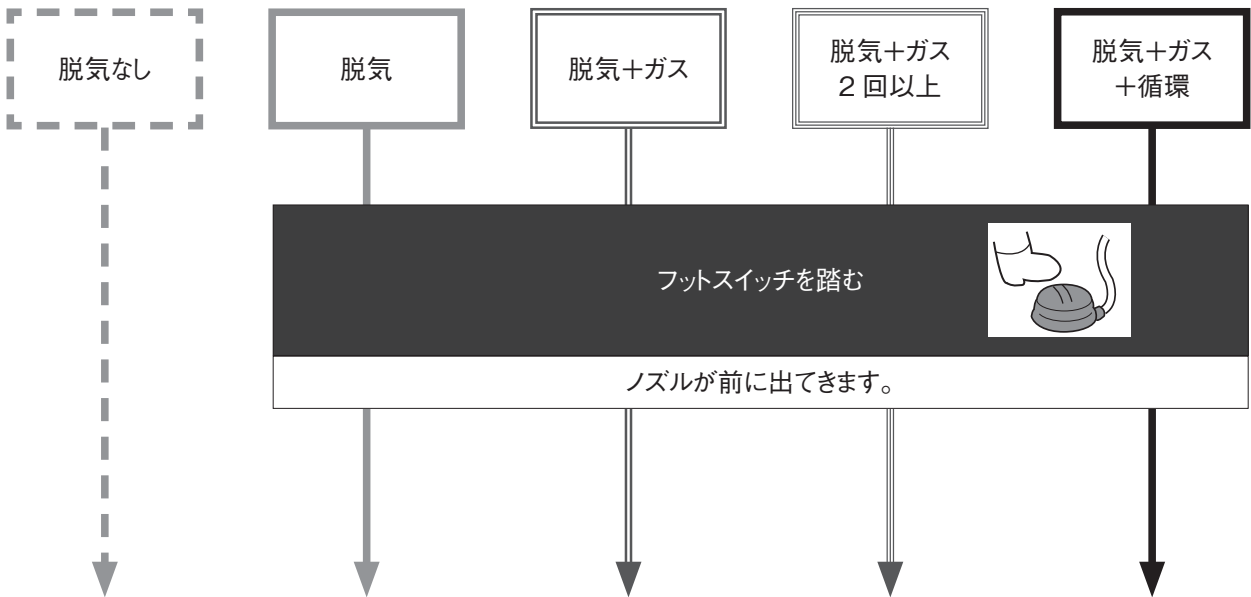 脱気なし
脱気
脱気＋ガス
脱気＋ガス
2 回以上
脱気＋ガス
＋循環
フットスイッチを踏む
ノズルが前に出てきます。